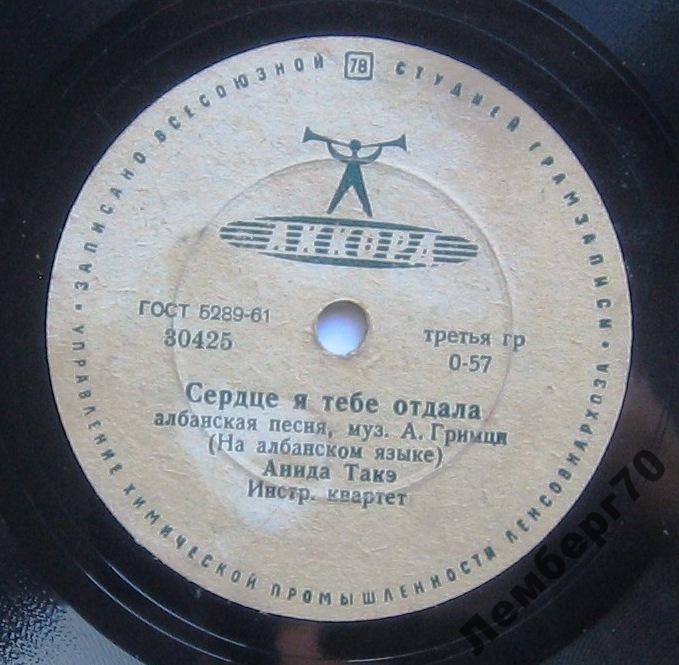 ЗАПИСАНО ВСЕСОЮЗНОЙ 78 СТУДИЕЙ ГРАМЗАПИСИ
АККОРД
ГОСТ 5289-61
30425
третья гр
0-57
Сердце я тебе отдала
албанская песня, муз. А. Гримци
(На албанском языке)
Анида Такэ
Инстр. квартет
УПРАВЛЕНИЕ ХИМИЧЕСКОЙ ПРОМЫШЛЕННОСТИ ЛЕНСОВНАРХОЗА
Лемберг70